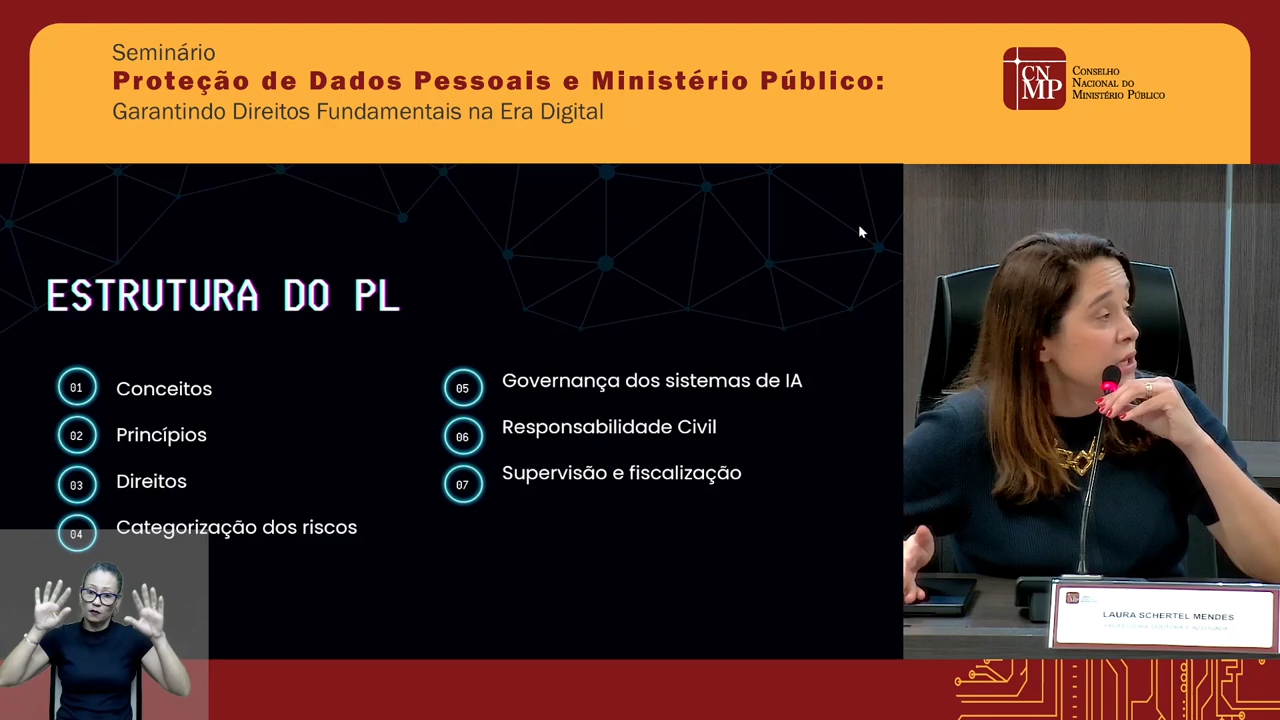 Seminário
Proteção de Dados Pessoais e Ministério Público:
Garantindo Direitos Fundamentais na Era Digital
CN
MP
Conselho
Nacional do
Ministério Público
ESTRUTURA DO PL
01 Conceitos
02 Princípios
03 Direitos
04 Categorização dos riscos
05 Governança dos sistemas de IA
06 Responsabilidade Civil
07 Supervisão e fiscalização
LAURA SCHERTEL MENDES